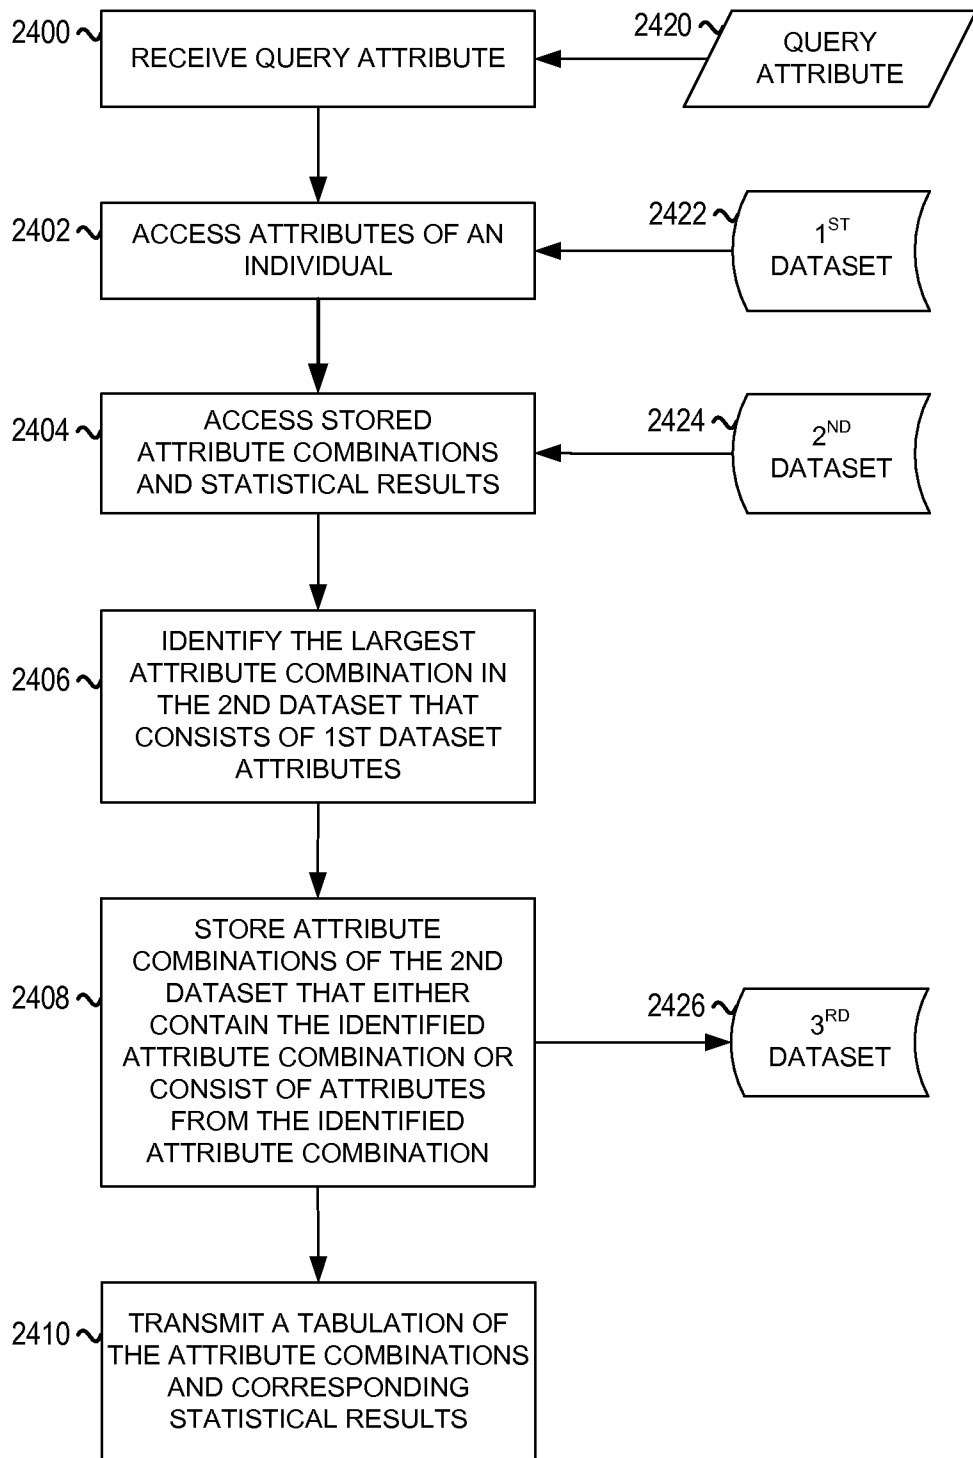 2400
RECEIVE QUERY ATTRIBUTE
2420
QUERY
ATTRIBUTE
2402
ACCESS ATTRIBUTES OF AN
INDIVIDUAL
2422
1ST
DATASET
2404
ACCESS STORED
ATTRIBUTE COMBINATIONS
AND STATISTICAL RESULTS
2424
2ND
DATASET
2406
IDENTIFY THE LARGEST
ATTRIBUTE COMBINATION IN
THE 2ND DATASET THAT
CONSISTS OF 1ST DATASET
ATTRIBUTES
2408
STORE ATTRIBUTE
COMBINATIONS OF THE 2ND
DATASET THAT EITHER
CONTAIN THE IDENTIFIED
ATTRIBUTE COMBINATION OR
CONSIST OF ATTRIBUTES
FROM THE IDENTIFIED
ATTRIBUTE COMBINATION
2426
3RD
DATASET
2410
TRANSMIT A TABULATION OF
THE ATTRIBUTE COMBINATIONS
AND CORRESPONDING
STATISTICAL RESULTS